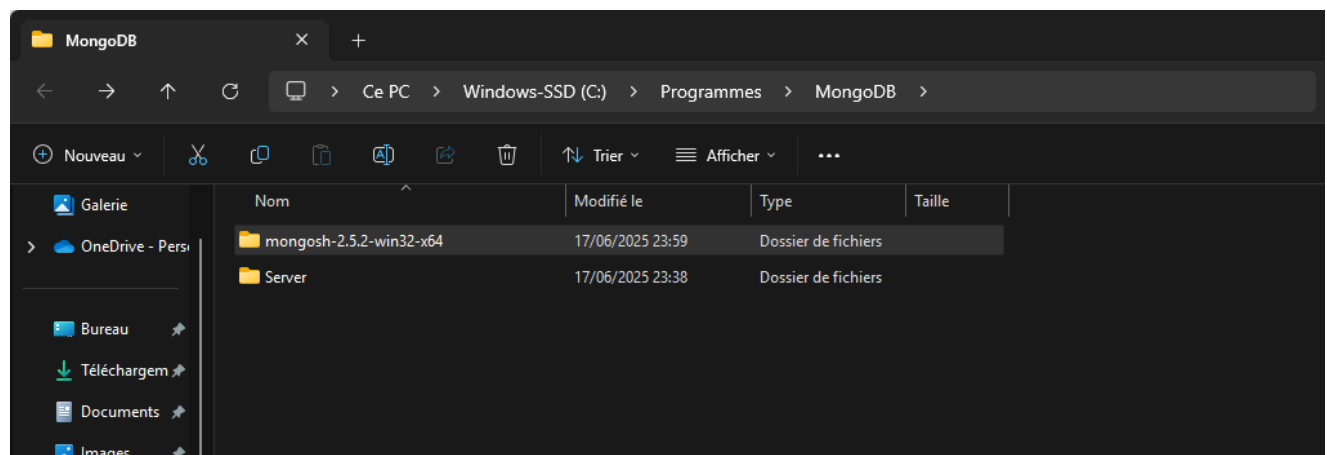 MongoDB
Ce PC > Windows-SSD (C:) > Programmes > MongoDB >
Nouveau
Trier
Afficher
Galerie
OneDrive - Pers
Bureau
Téléchargem
Documents
Images
Nom Modifié le Type Taille
mongosh-2.5.2-win32-x64 17/06/2025 23:59 Dossier de fichiers
Server 17/06/2025 23:38 Dossier de fichiers